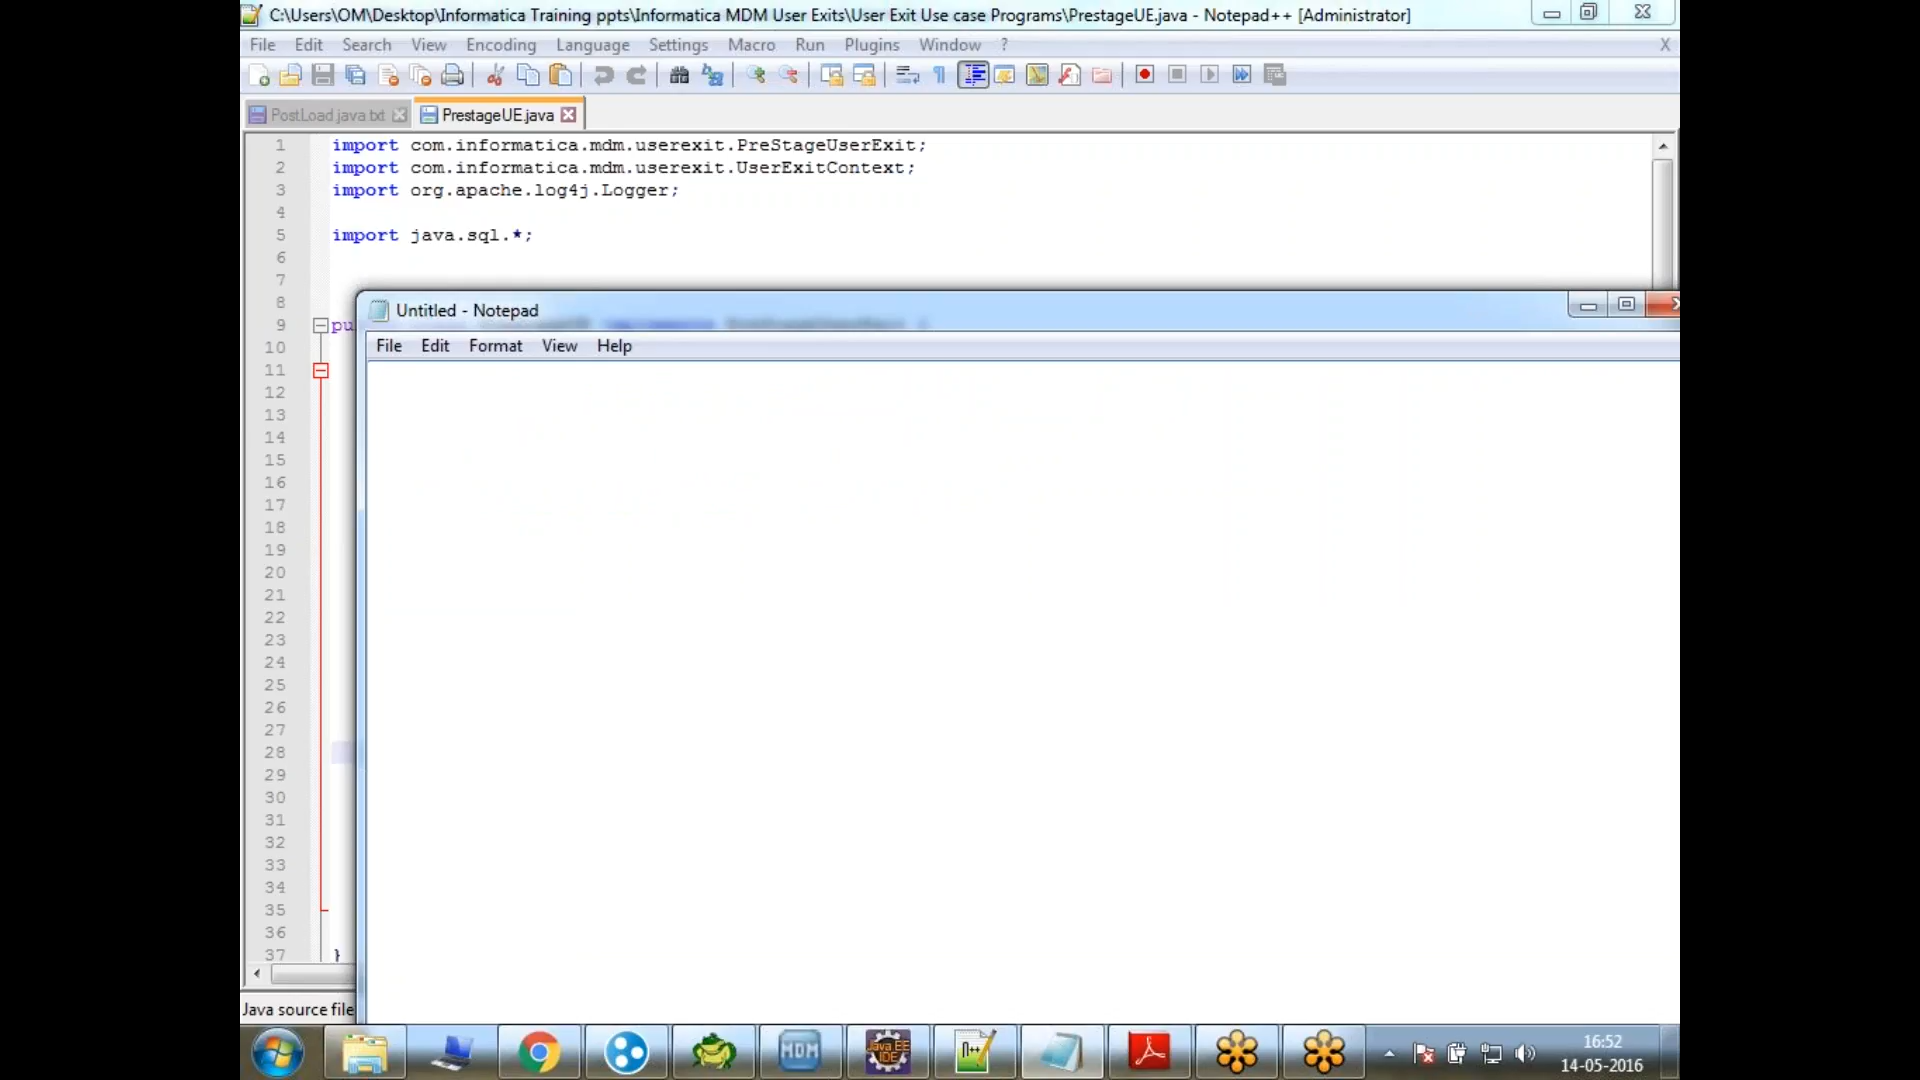 C:\Users\OM\Desktop\Informatica Training ppts\Informatica MDM User Exits\User Exit Use case Programs\PrestageUE.java - Notepad++ [Administrator]
File Edit Search View Encoding Language Settings Macro Run Plugins Window ? X
PostLoad.java.txt PrestageUE.java
1 import com.informatica.mdm.userexit.PreStageUserExit;
2 import com.informatica.mdm.userexit.UserExitContext;
3 import org.apache.log4j.Logger;
4
5 import java.sql.*;
6
7
8
Untitled - Notepad
9 pu
File Edit Format View Help
10
11
12
13
14
15
16
17
18
19
20
21
22
23
24
25
26
27
28
29
30
31
32
33
34
35
36
37 }
Java source file
MDM
Java EE
IDE
n++
16:52
14-05-2016